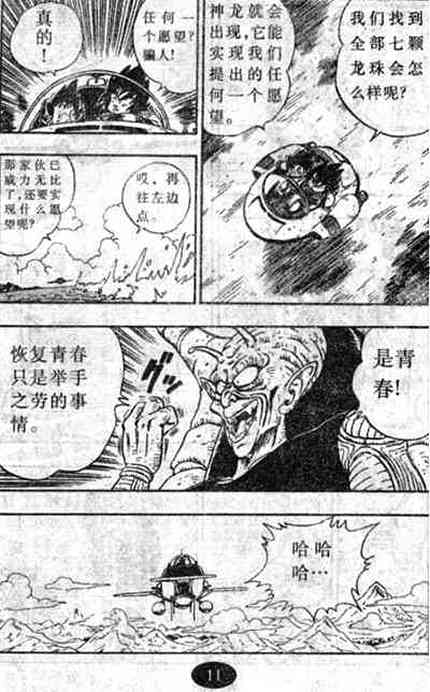 我们找到
全部七颗
龙珠会怎
么样呢?
神龙就会
出现,它能
实现我们
提出的任
何一个愿
望。
任何一
个愿望?
骗人!
真
的!
哎,再
往左边
点。
那家伙已
威力无比
了,还要实
现什么愿
望呢?
是青
春!
グッ
恢复青春
只是举手
之劳的事
情。
哈哈
哈…
11